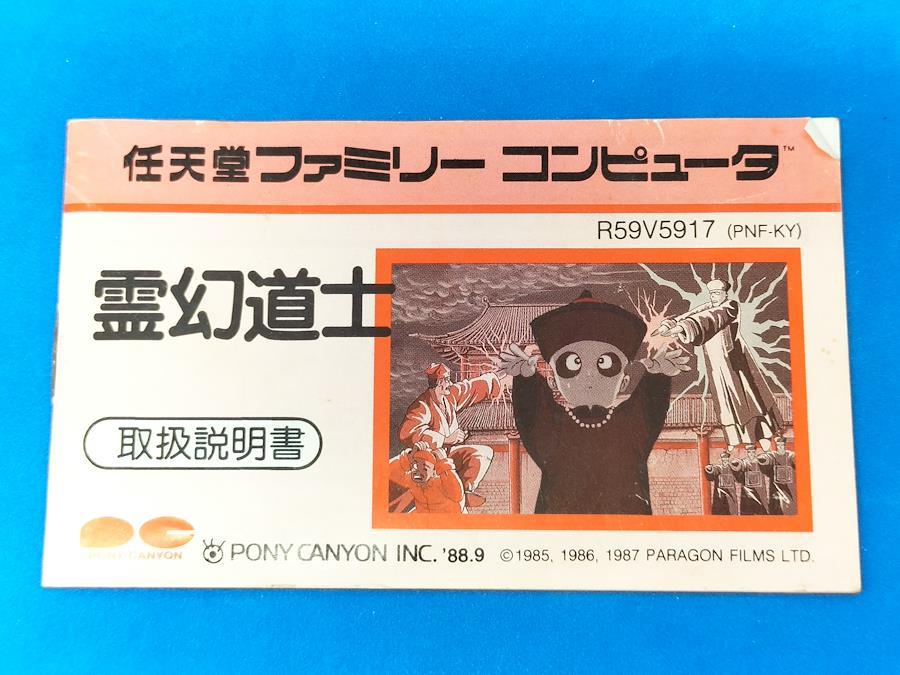 任天堂ファミリー コンピュータ™
R59V5917 (PNF-KY)
霊幻道士
取扱説明書
PONY CANYON
PONY CANYON INC. '88.9 ©1985, 1986, 1987 PARAGON FILMS LTD.